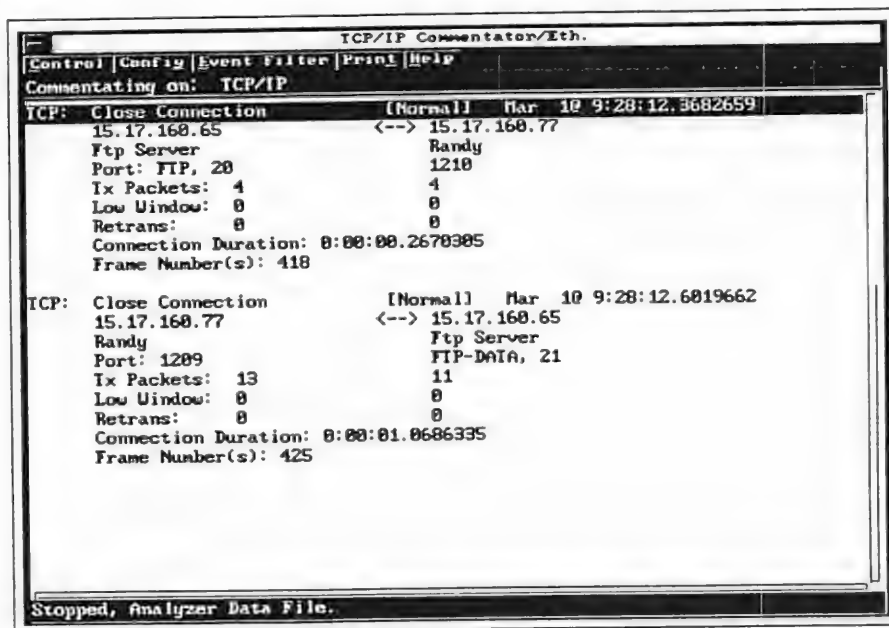 TCP/IP Commentator/Eth.
Control Config Event Filter Print Help
Commentating on: TCP/IP
TCP: Close Connection [Normal] Mar 10 9:28:12.3682659
15.17.160.65 <--> 15.17.160.77
Ftp Server Randy
Port: FTP, 20 1210
Tx Packets: 4 4
Low Window: 0 0
Retrans: 0 0
Connection Duration: 0:00:00.2670305
Frame Number(s): 418
TCP: Close Connection [Normal] Mar 10 9:28:12.6019662
15.17.160.77 <--> 15.17.160.65
Randy Ftp Server
Port: 1209 FTP-DATA, 21
Tx Packets: 13 11
Low Window: 0 0
Retrans: 0 0
Connection Duration: 0:00:01.0686335
Frame Number(s): 425
Stopped, Analyzer Data File.